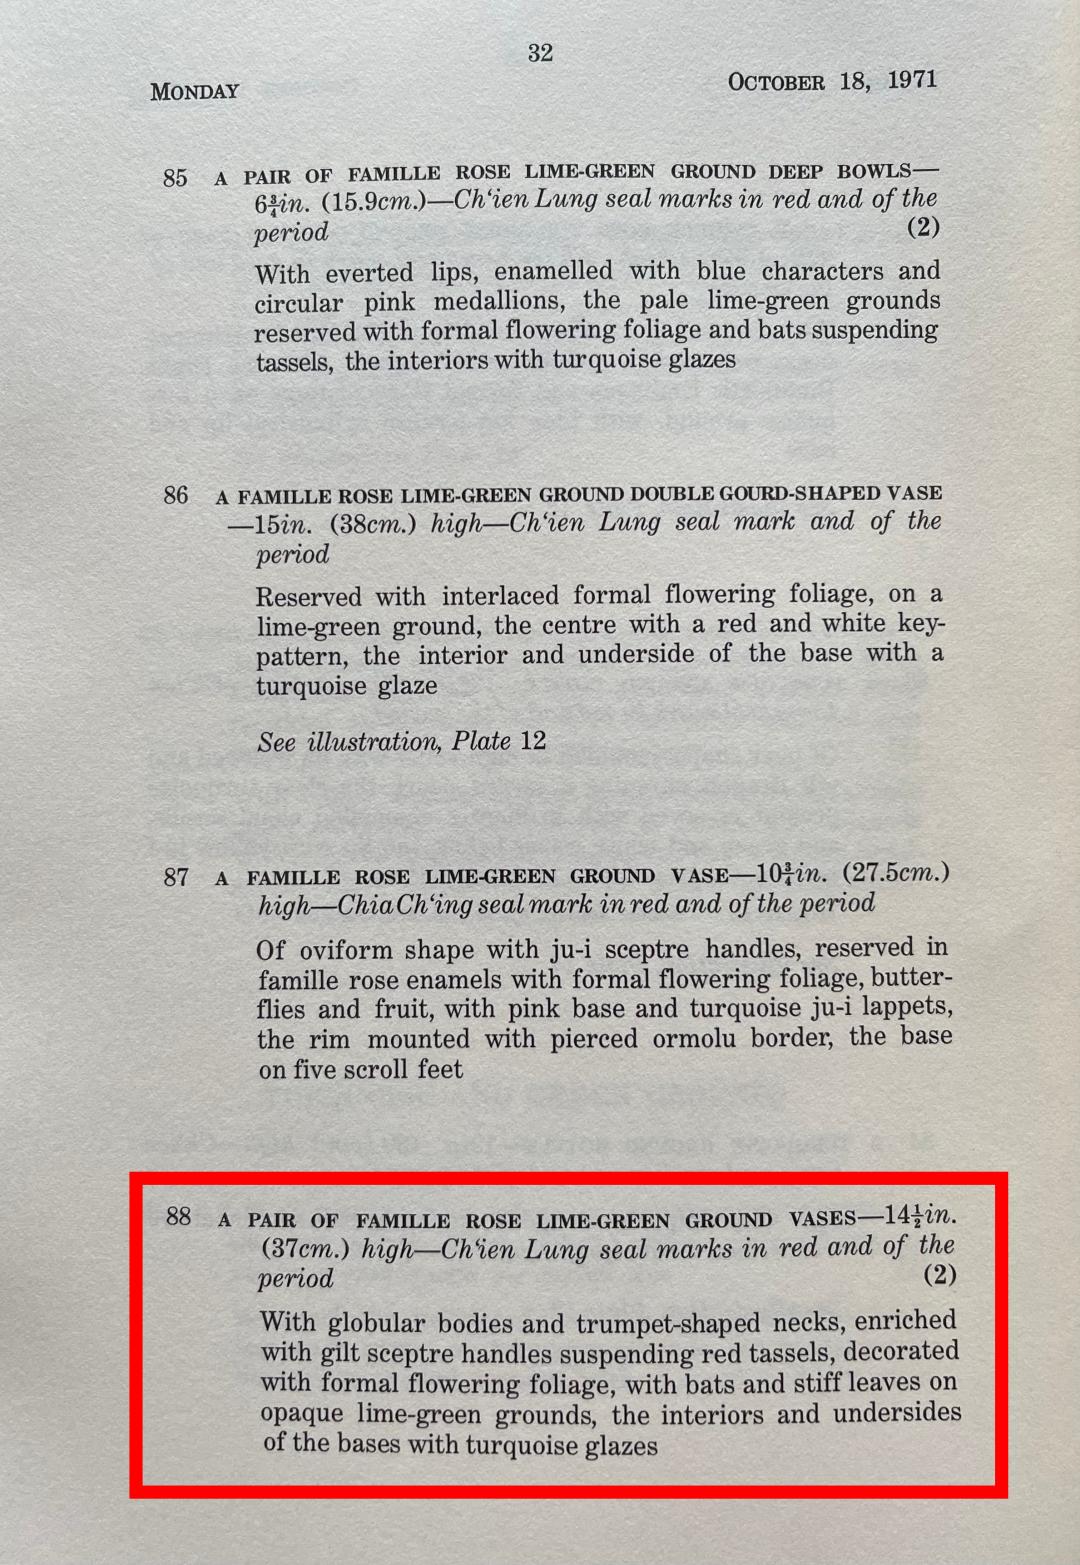 32
MONDAY
OCTOBER 18, 1971
85 A PAIR OF FAMILLE ROSE LIME-GREEN GROUND DEEP BOWLS—
6¾in. (15.9cm.)—Ch‘ien Lung seal marks in red and of the
period (2)
With everted lips, enamelled with blue characters and
circular pink medallions, the pale lime-green grounds
reserved with formal flowering foliage and bats suspending
tassels, the interiors with turquoise glazes
86 A FAMILLE ROSE LIME-GREEN GROUND DOUBLE GOURD-SHAPED VASE
—15in. (38cm.) high—Ch‘ien Lung seal mark and of the
period
Reserved with interlaced formal flowering foliage, on a
lime-green ground, the centre with a red and white key-
pattern, the interior and underside of the base with a
turquoise glaze
See illustration, Plate 12
87 A FAMILLE ROSE LIME-GREEN GROUND VASE—10¾in. (27.5cm.)
high—Chia Ch‘ing seal mark in red and of the period
Of oviform shape with ju-i sceptre handles, reserved in
famille rose enamels with formal flowering foliage, butter-
flies and fruit, with pink base and turquoise ju-i lappets,
the rim mounted with pierced ormolu border, the base
on five scroll feet
88 A PAIR OF FAMILLE ROSE LIME-GREEN GROUND VASES—14½in.
(37cm.) high—Ch‘ien Lung seal marks in red and of the
period (2)
With globular bodies and trumpet-shaped necks, enriched
with gilt sceptre handles suspending red tassels, decorated
with formal flowering foliage, with bats and stiff leaves on
opaque lime-green grounds, the interiors and undersides
of the bases with turquoise glazes